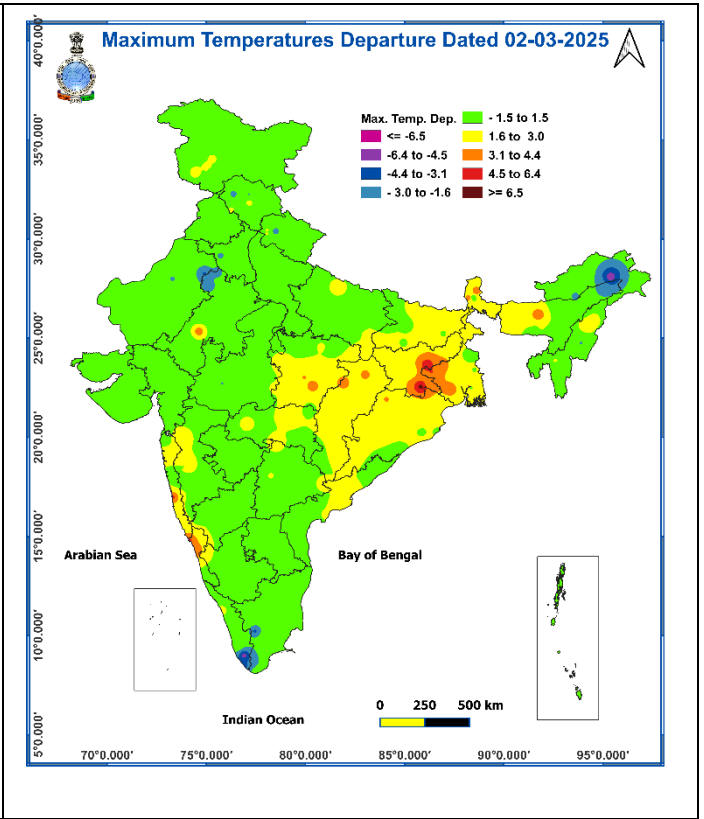 Maximum Temperatures Departure Dated 02-03-2025
Max. Temp. Dep.
<= -6.5
-6.4 to -4.5
-4.4 to -3.1
- 3.0 to -1.6
- 1.5 to 1.5
1.6 to 3.0
3.1 to 4.4
4.5 to 6.4
>= 6.5
40°0.000'
35°0.000'
30°0.000'
25°0.000'
20°0.000'
15°0.000'
10°0.000'
5°0.000'
Arabian Sea
Bay of Bengal
Indian Ocean
0 250 500 km
70°0.000' 75°0.000' 80°0.000' 85°0.000' 90°0.000' 95°0.000'